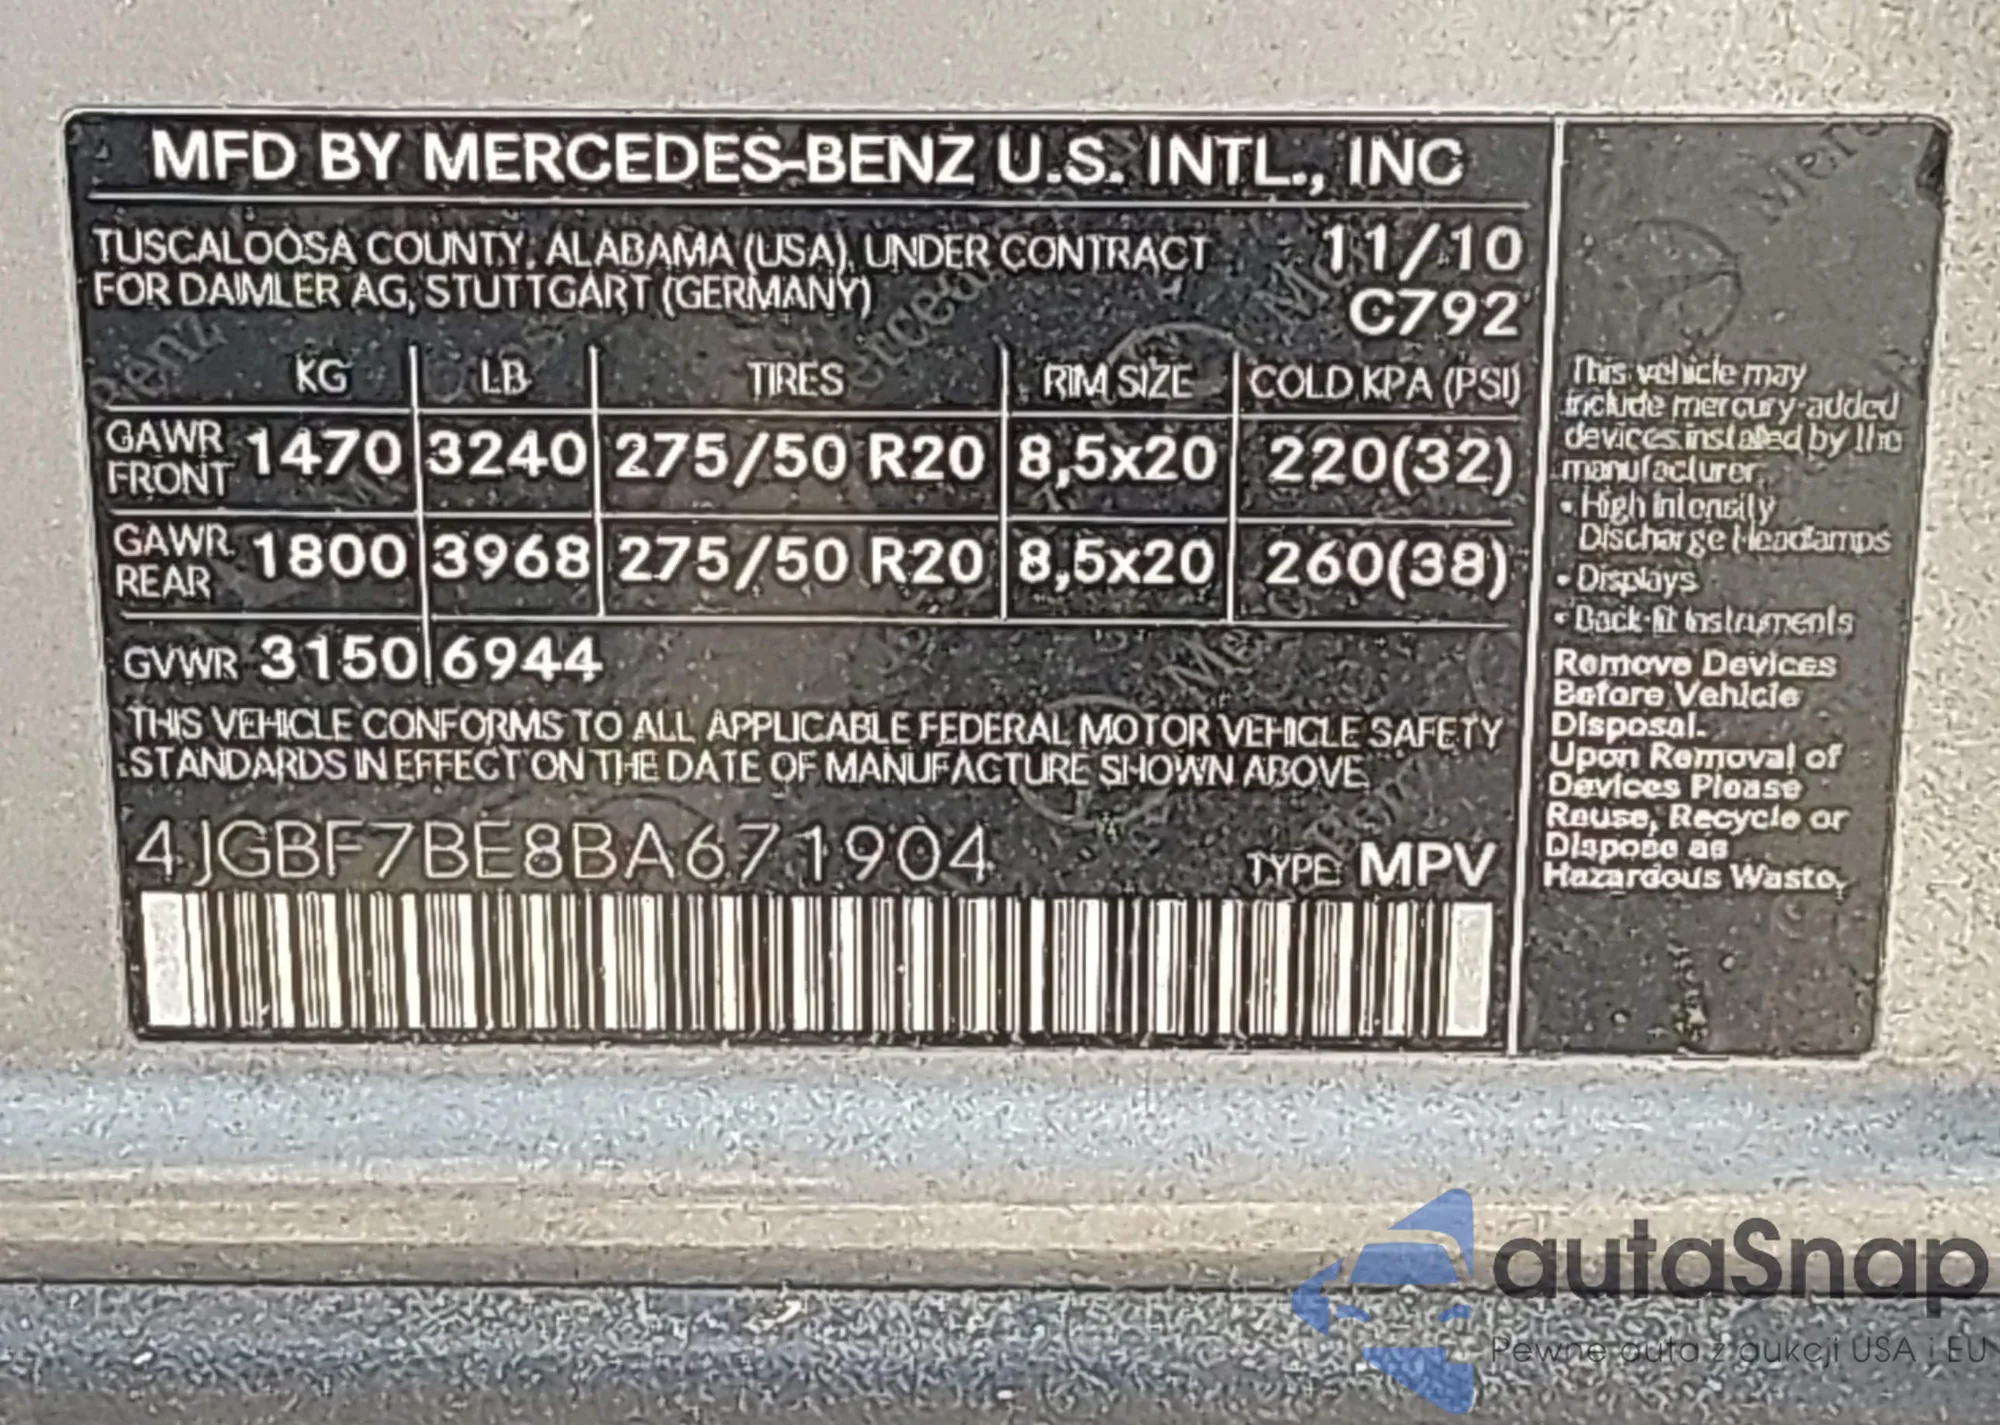 MFD BY MERCEDES-BENZ U.S. INTL., INC
TUSCALOOSA COUNTY, ALABAMA (USA), UNDER CONTRACT
FOR DAIMLER AG, STUTTGART (GERMANY)
11/10
C792
KG LB TIRES RIM SIZE COLD KPA (PSI)
GAWR FRONT 1470 3240 275/50 R20 8,5x20 220(32)
GAWR REAR 1800 3968 275/50 R20 8,5x20 260(38)
GVWR 3150 6944
THIS VEHICLE CONFORMS TO ALL APPLICABLE FEDERAL MOTOR VEHICLE SAFETY
STANDARDS IN EFFECT ON THE DATE OF MANUFACTURE SHOWN ABOVE
4JGBF7BE8BA671904
TYPE: MPV
This vehicle may
include mercury-added
devices installed by the
manufacturer:
• High Intensity
Discharge Headlamps
• Displays
• Back-lit Instruments
Remove Devices
Before Vehicle
Disposal.
Upon Removal of
Devices Please
Reuse, Recycle or
Dispose as
Hazardous Waste.
autaSnap
Pewne auta z aukcji USA i EU